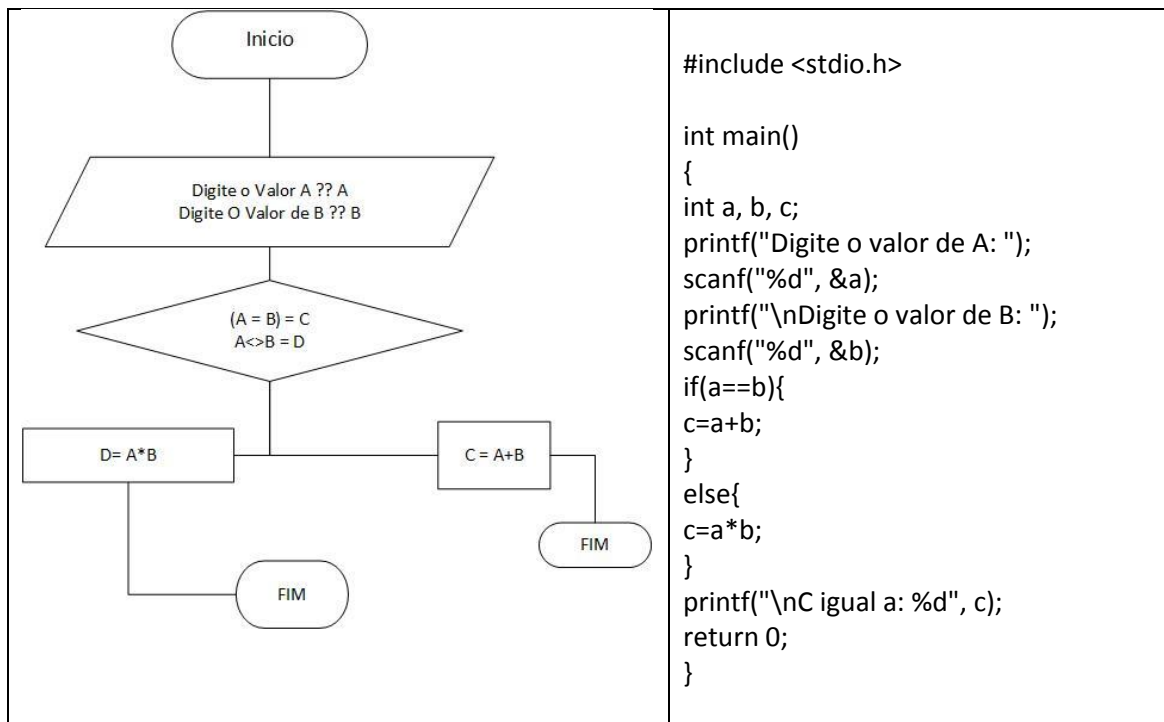 Inicio
Digite o Valor A ?? A
Digite O Valor de B ?? B
(A = B) = C
A<>B = D
D= A*B
C = A+B
FIM
FIM
#include <stdio.h>
int main()
{
int a, b, c;
printf("Digite o valor de A: ");
scanf("%d", &a);
printf("\nDigite o valor de B: ");
scanf("%d", &b);
if(a==b){
c=a+b;
}
else{
c=a*b;
}
printf("\nC igual a: %d", c);
return 0;
}